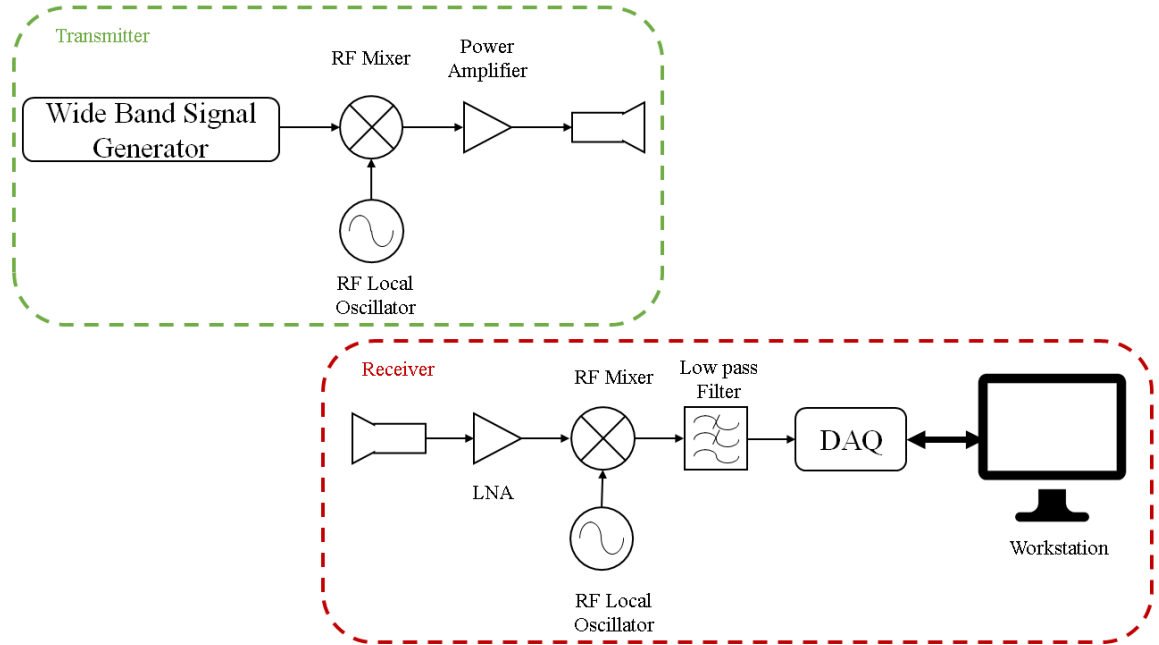 Transmitter
RF Mixer
Power
Amplifier
Wide Band Signal
Generator
RF Local
Oscillator
Receiver
RF Mixer
Low pass
Filter
LNA
DAQ
RF Local
Oscillator
Workstation